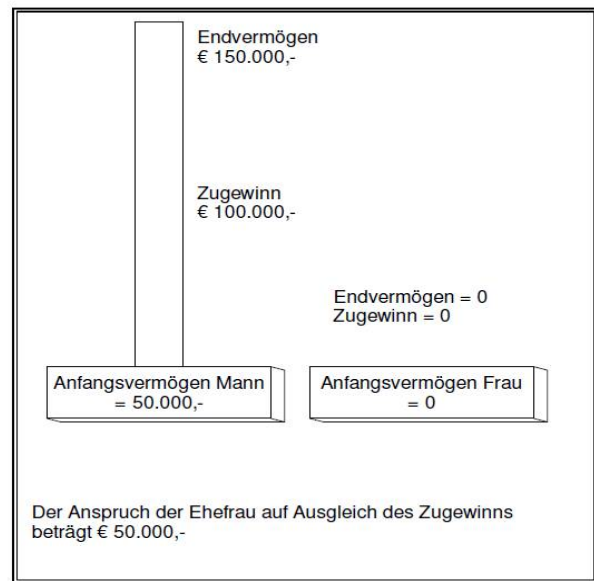 Endvermögen
€ 150.000,-
Zugewinn
€ 100.000,-
Endvermögen = 0
Zugewinn = 0
Anfangsvermögen Mann
= 50.000,-
Anfangsvermögen Frau
= 0
Der Anspruch der Ehefrau auf Ausgleich des Zugewinns
beträgt € 50.000,-